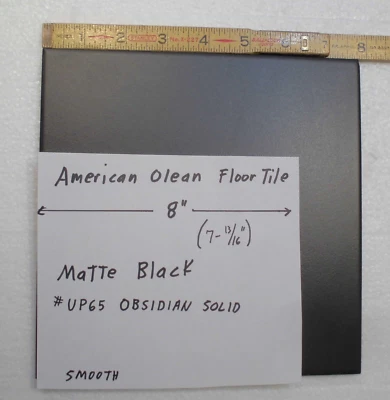 2 3 4 5 6 8
American Olean Floor Tile
8"
(7-13/16")
Matte Black
# UP65 OBSIDIAN SOLID
SMOOTH